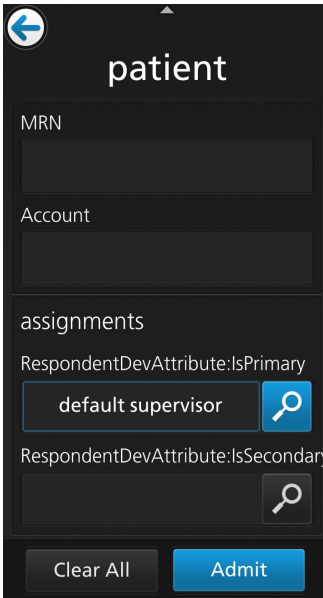 patient
MRN
Account
assignments
RespondentDevAttribute:IsPrimary
default supervisor
RespondentDevAttribute:IsSecondary
Clear All
Admit